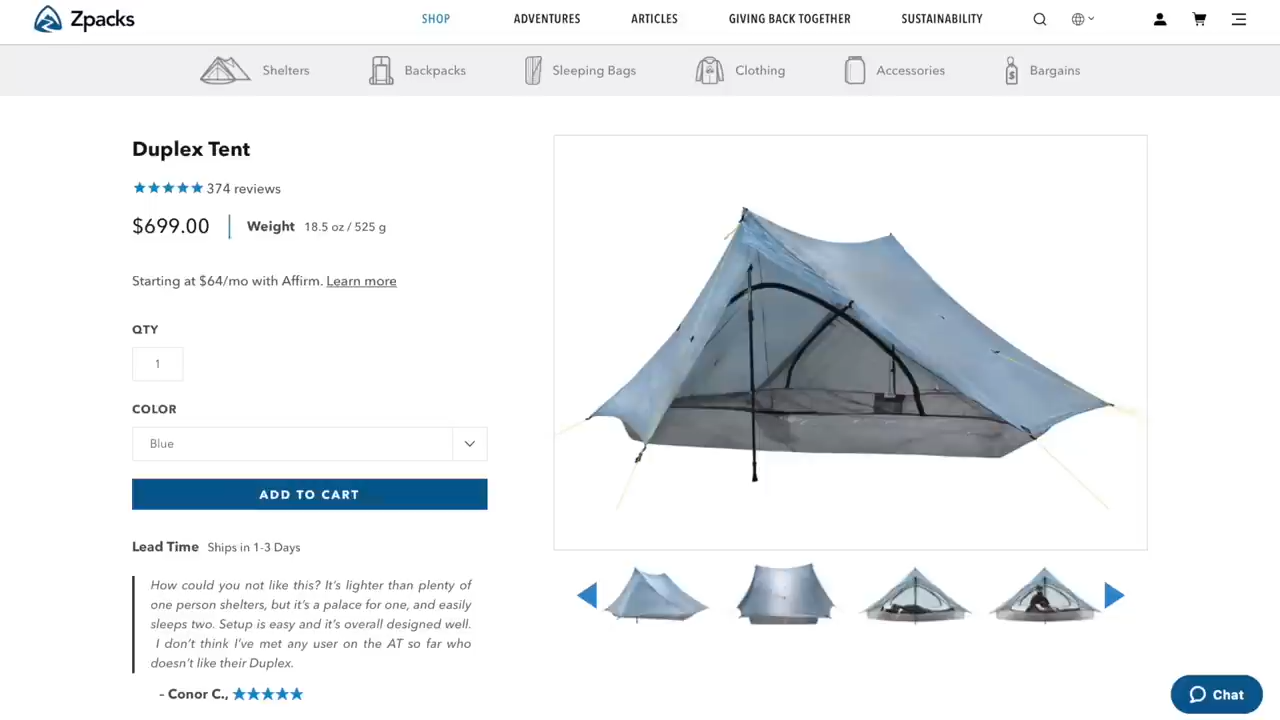 Zpacks
SHOP
ADVENTURES
ARTICLES
GIVING BACK TOGETHER
SUSTAINABILITY
Shelters
Backpacks
Sleeping Bags
Clothing
Accessories
$
Bargains
Duplex Tent
374 reviews
$699.00
Weight 18.5 oz / 525 g
Starting at $64/mo with Affirm. Learn more
QTY
1
COLOR
Blue
ADD TO CART
Lead Time Ships in 1-3 Days
How could you not like this? It's lighter than plenty of
one person shelters, but it's a palace for one, and easily
sleeps two. Setup is easy and it's overall designed well.
I don't think I've met any user on the AT so far who
doesn't like their Duplex.
– Conor C.,
Chat